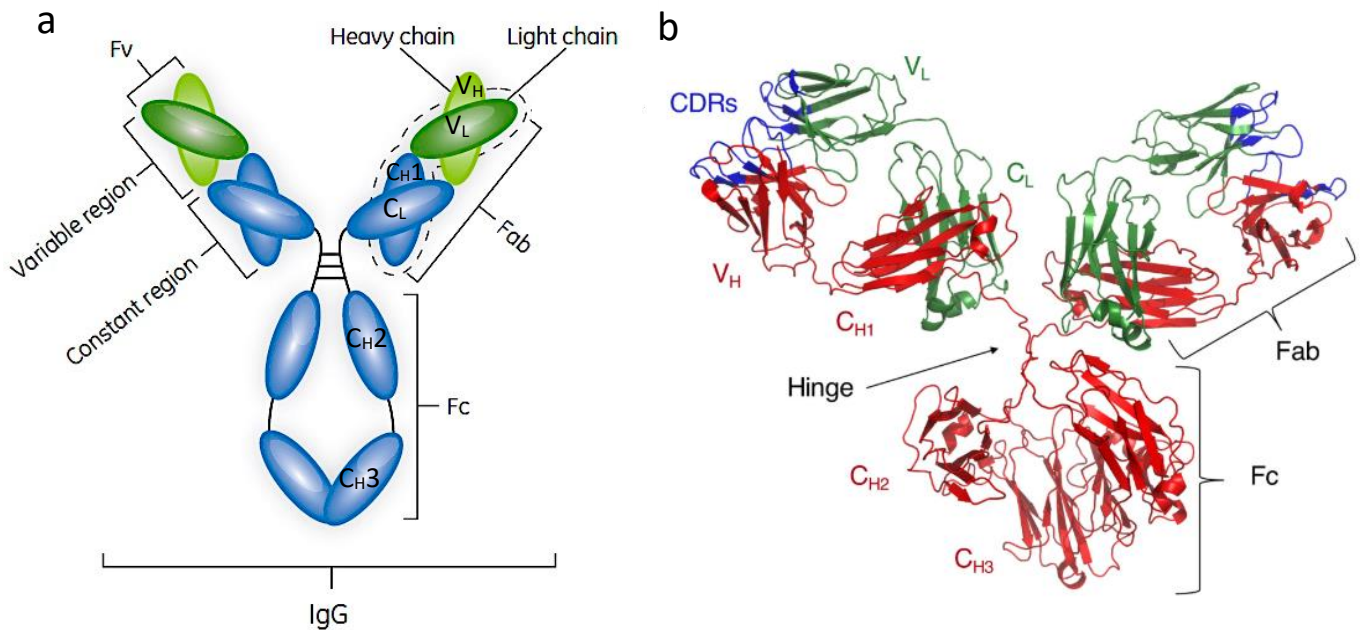 a
Fv
Heavy chain
Light chain
VH
VL
CH1
CL
Variable region
Constant region
Fab
CH2
Fc
CH3
IgG
b
CDRs
VL
CL
VH
CH1
Hinge
Fab
CH2
Fc
CH3